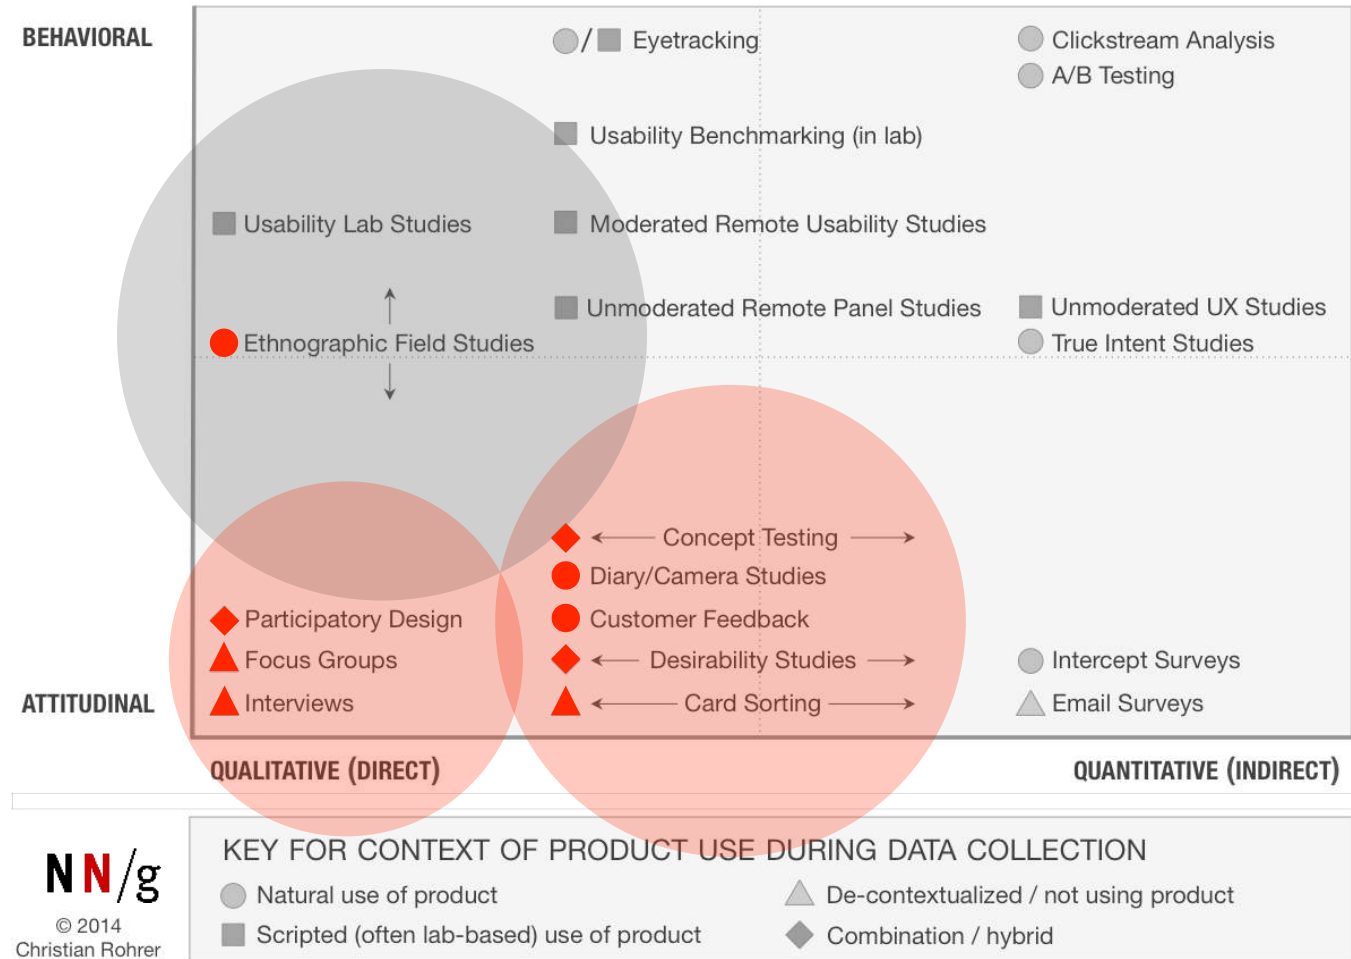 BEHAVIORAL
/ Eyetracking
Clickstream Analysis
A/B Testing
Usability Benchmarking (in lab)
Usability Lab Studies
Moderated Remote Usability Studies
Unmoderated Remote Panel Studies
Unmoderated UX Studies
Ethnographic Field Studies
True Intent Studies
Concept Testing
Diary/Camera Studies
Participatory Design
Customer Feedback
Focus Groups
Desirability Studies
Intercept Surveys
ATTITUDINAL
Interviews
Card Sorting
Email Surveys
QUALITATIVE (DIRECT)
QUANTITATIVE (INDIRECT)
NN/g
© 2014
Christian Rohrer
KEY FOR CONTEXT OF PRODUCT USE DURING DATA COLLECTION
Natural use of product
De-contextualized / not using product
Scripted (often lab-based) use of product
Combination / hybrid